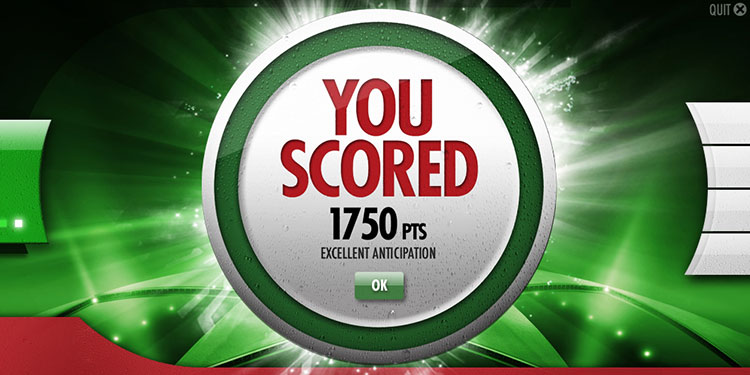 QUIT
YOU
SCORED
1750 PTS
EXCELLENT ANTICIPATION
OK